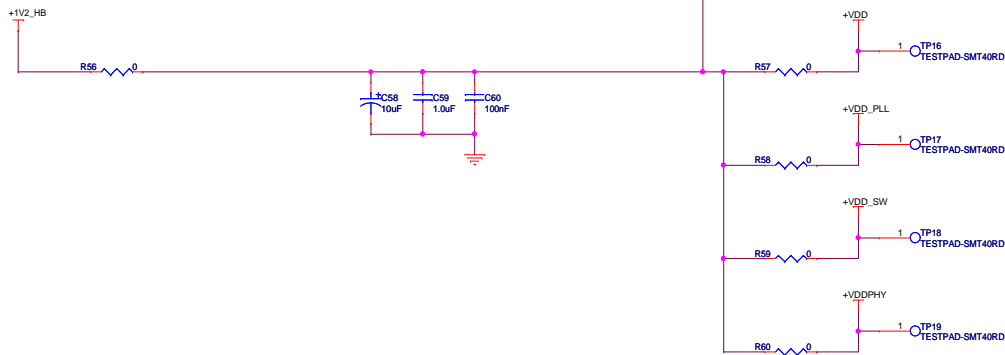 +1V2_HB
+VDD
1 TP16
TESTPAD-SMT40RD
R56 0
R57 0
C58
10uF
C59
1.0uF
C60
100nF
+VDD_PLL
1 TP17
TESTPAD-SMT40RD
R58 0
+VDD_SW
1 TP18
TESTPAD-SMT40RD
R59 0
+VDDPHY
1 TP19
TESTPAD-SMT40RD
R60 0